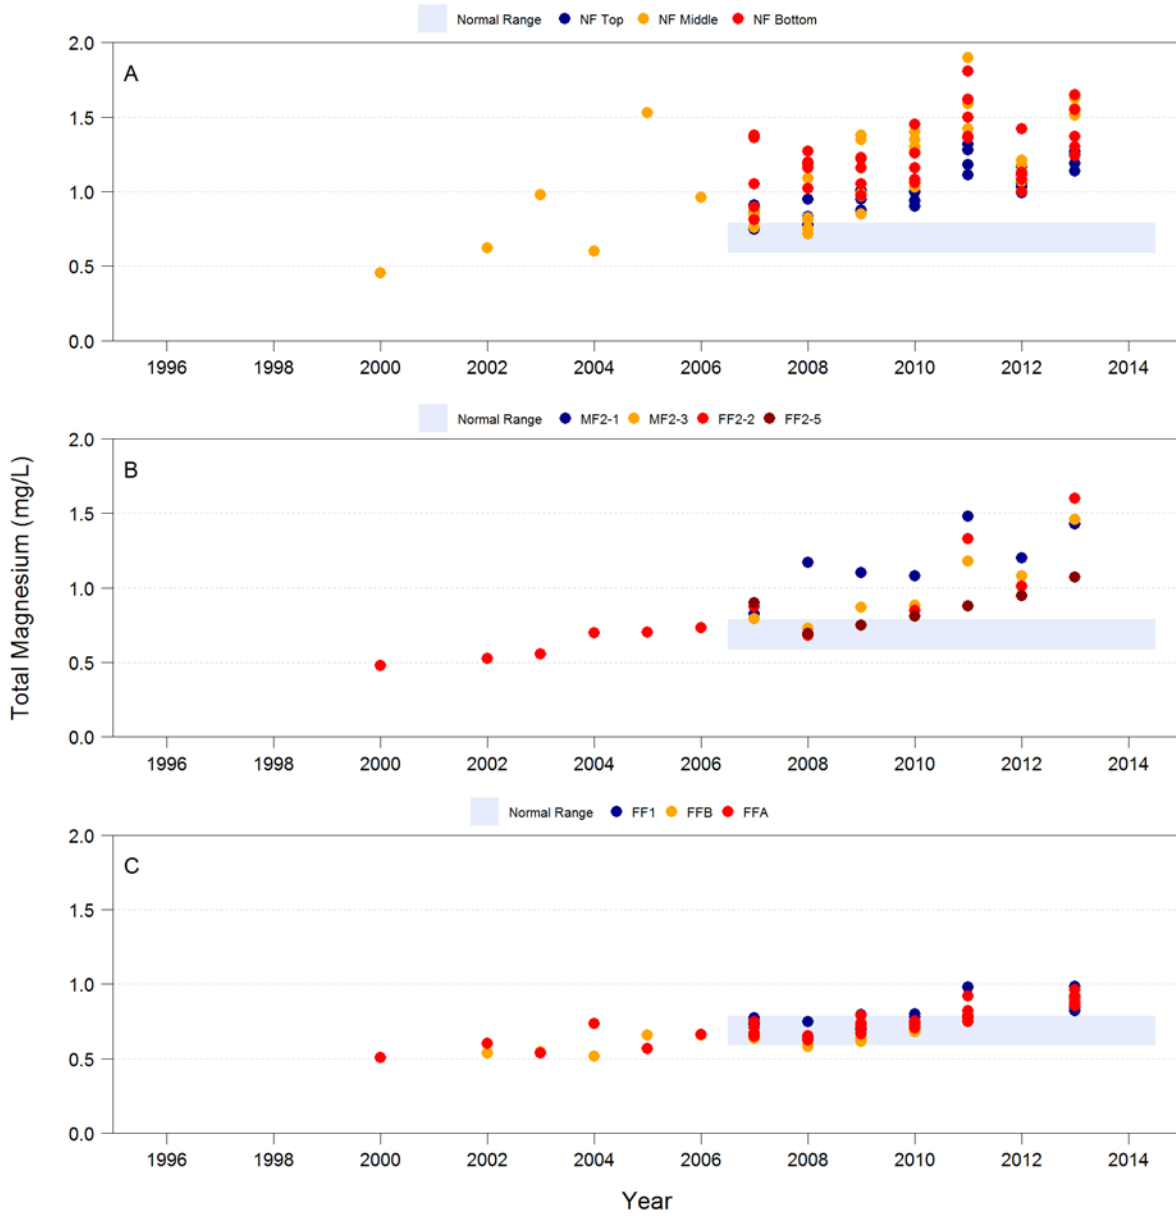 Normal Range NF Top NF Middle NF Bottom
A
2.0
1.5
1.0
0.5
0.0
1996 1998 2000 2002 2004 2006 2008 2010 2012 2014
Normal Range MF2-1 MF2-3 FF2-2 FF2-5
B
2.0
1.5
1.0
0.5
0.0
1996 1998 2000 2002 2004 2006 2008 2010 2012 2014
Total Magnesium (mg/L)
Normal Range FF1 FFB FFA
C
2.0
1.5
1.0
0.5
0.0
1996 1998 2000 2002 2004 2006 2008 2010 2012 2014
Year